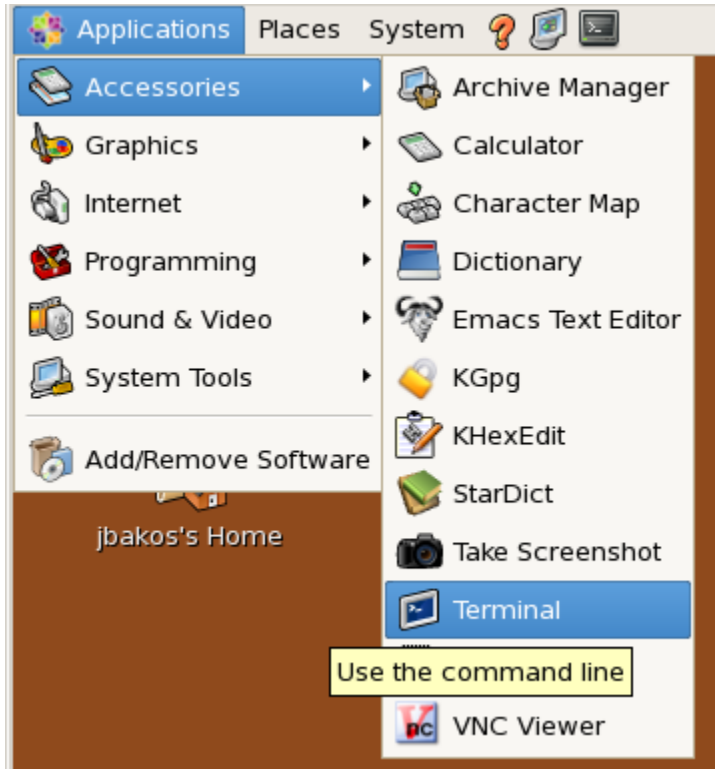 Applications Places System
Accessories
Graphics
Internet
Programming
Sound & Video
System Tools
Add/Remove Software
jbakos's Home
Archive Manager
Calculator
Character Map
Dictionary
Emacs Text Editor
KGpg
KHexEdit
StarDict
Take Screenshot
Terminal
Use the command line
VNC Viewer